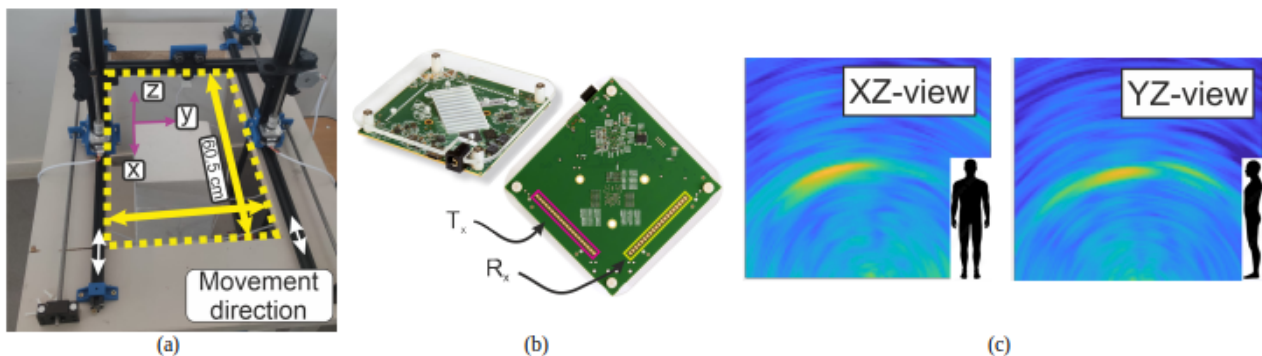 z
y
x
60.5 cm
Movement
direction
(a)
Tx
Rx
(b)
XZ-view
YZ-view
(c)